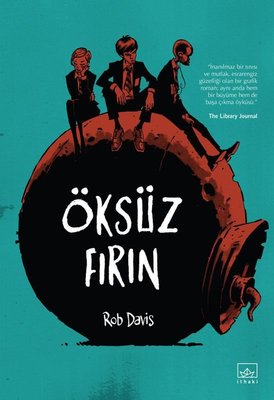 "İnanılmaz bir ısısı
ve mutlak, esrarengiz
güzelliği olan bir grafik
roman; aynı anda hem
bir büyüme hem de
başa çıkma öyküsü."
The Library Journal
ÖKSÜZ
FIRIN
Rob Davis
ithaki